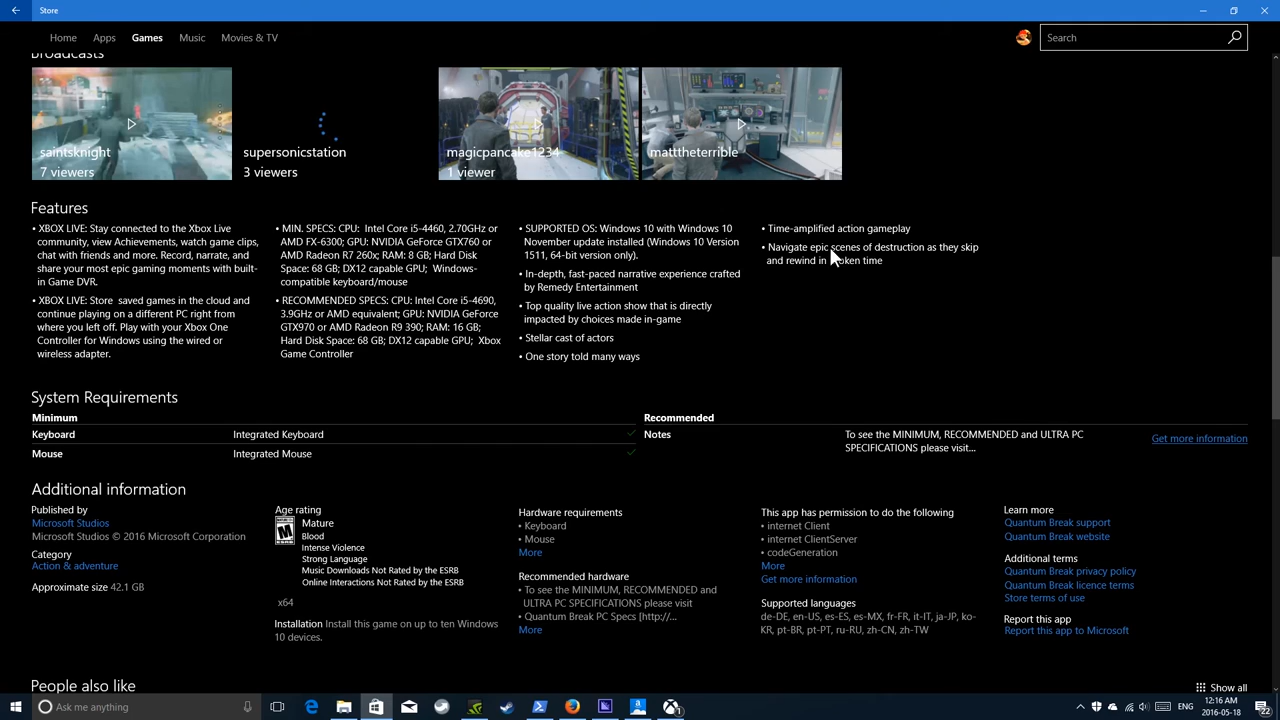 Store
Home Apps Games Music Movies & TV
Search
Broadcasts
saintsknight
7 viewers
supersonicstation
3 viewers
magicpancake1234
1 viewer
matttheterrible
Features
• XBOX LIVE: Stay connected to the Xbox Live
community, view Achievements, watch game clips,
chat with friends and more. Record, narrate, and
share your most epic gaming moments with built-
in Game DVR.
• XBOX LIVE: Store saved games in the cloud and
continue playing on a different PC right from
where you left off. Play with your Xbox One
Controller for Windows using the wired or
wireless adapter.
• MIN. SPECS: CPU: Intel Core i5-4460, 2.70GHz or
AMD FX-6300; GPU: NVIDIA GeForce GTX760 or
AMD Radeon R7 260x; RAM: 8 GB; Hard Disk
Space: 68 GB; DX12 capable GPU; Windows-
compatible keyboard/mouse
• RECOMMENDED SPECS: CPU: Intel Core i5-4690,
3.9GHz or AMD equivalent; GPU: NVIDIA GeForce
GTX970 or AMD Radeon R9 390; RAM: 16 GB;
Hard Disk Space: 68 GB; DX12 capable GPU; Xbox
Game Controller
• SUPPORTED OS: Windows 10 with Windows 10
November update installed (Windows 10 Version
1511, 64-bit version only).
• In-depth, fast-paced narrative experience crafted
by Remedy Entertainment
• Top quality live action show that is directly
impacted by choices made in-game
• Stellar cast of actors
• One story told many ways
• Time-amplified action gameplay
• Navigate epic scenes of destruction as they skip
and rewind in oken time
System Requirements
Minimum
Keyboard Integrated Keyboard
Mouse Integrated Mouse
Recommended
Notes To see the MINIMUM, RECOMMENDED and ULTRA PC
SPECIFICATIONS please visit...
Get more information
Additional information
Published by
Microsoft Studios
Microsoft Studios © 2016 Microsoft Corporation
Category
Action & adventure
Approximate size 42.1 GB
Age rating
M
Mature
Blood
Intense Violence
Strong Language
Music Downloads Not Rated by the ESRB
Online Interactions Not Rated by the ESRB
x64
Installation Install this game on up to ten Windows
10 devices.
Hardware requirements
• Keyboard
• Mouse
More
Recommended hardware
• To see the MINIMUM, RECOMMENDED and
ULTRA PC SPECIFICATIONS please visit
• Quantum Break PC Specs [http://...
More
This app has permission to do the following
• internet Client
• internet ClientServer
• codeGeneration
More
Get more information
Supported languages
de-DE, en-US, es-ES, es-MX, fr-FR, it-IT, ja-JP, ko-
KR, pt-BR, pt-PT, ru-RU, zh-CN, zh-TW
Learn more
Quantum Break support
Quantum Break website
Additional terms
Quantum Break privacy policy
Quantum Break licence terms
Store terms of use
Report this app
Report this app to Microsoft
People also like
Show all
Ask me anything
ENG
12:16 AM
2016-05-18
22